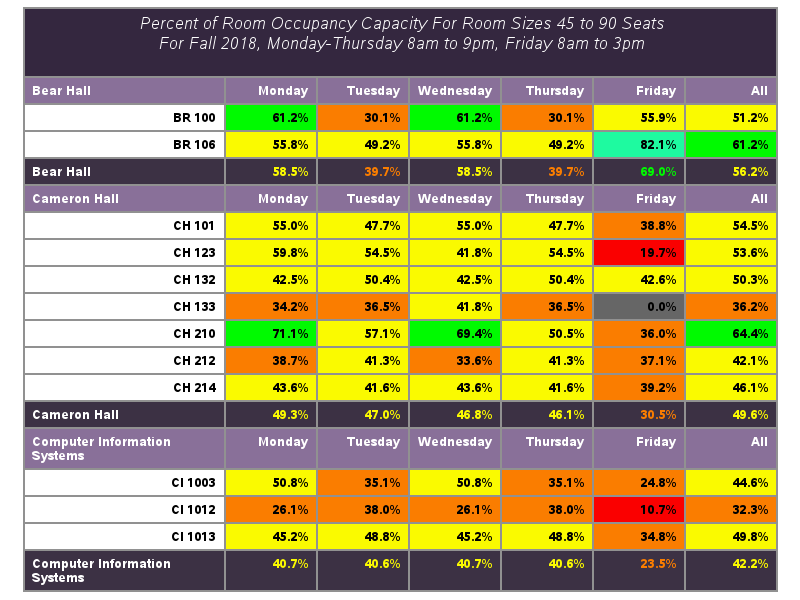 Percent of Room Occupancy Capacity For Room Sizes 45 to 90 Seats
For Fall 2018, Monday-Thursday 8am to 9pm, Friday 8am to 3pm
Bear Hall Monday Tuesday Wednesday Thursday Friday All
BR 100 61.2% 30.1% 61.2% 30.1% 55.9% 51.2%
BR 106 55.8% 49.2% 55.8% 49.2% 82.1% 61.2%
Bear Hall 58.5% 39.7% 58.5% 39.7% 69.0% 56.2%
Cameron Hall Monday Tuesday Wednesday Thursday Friday All
CH 101 55.0% 47.7% 55.0% 47.7% 38.8% 54.5%
CH 123 59.8% 54.5% 41.8% 54.5% 19.7% 53.6%
CH 132 42.5% 50.4% 42.5% 50.4% 42.6% 50.3%
CH 133 34.2% 36.5% 41.8% 36.5% 0.0% 36.2%
CH 210 71.1% 57.1% 69.4% 50.5% 36.0% 64.4%
CH 212 38.7% 41.3% 33.6% 41.3% 37.1% 42.1%
CH 214 43.6% 41.6% 43.6% 41.6% 39.2% 46.1%
Cameron Hall 49.3% 47.0% 46.8% 46.1% 30.5% 49.6%
Computer Information Monday Tuesday Wednesday Thursday Friday All
Systems
CI 1003 50.8% 35.1% 50.8% 35.1% 24.8% 44.6%
CI 1012 26.1% 38.0% 26.1% 38.0% 10.7% 32.3%
CI 1013 45.2% 48.8% 45.2% 48.8% 34.8% 49.8%
Computer Information 40.7% 40.6% 40.7% 40.6% 23.5% 42.2%
Systems